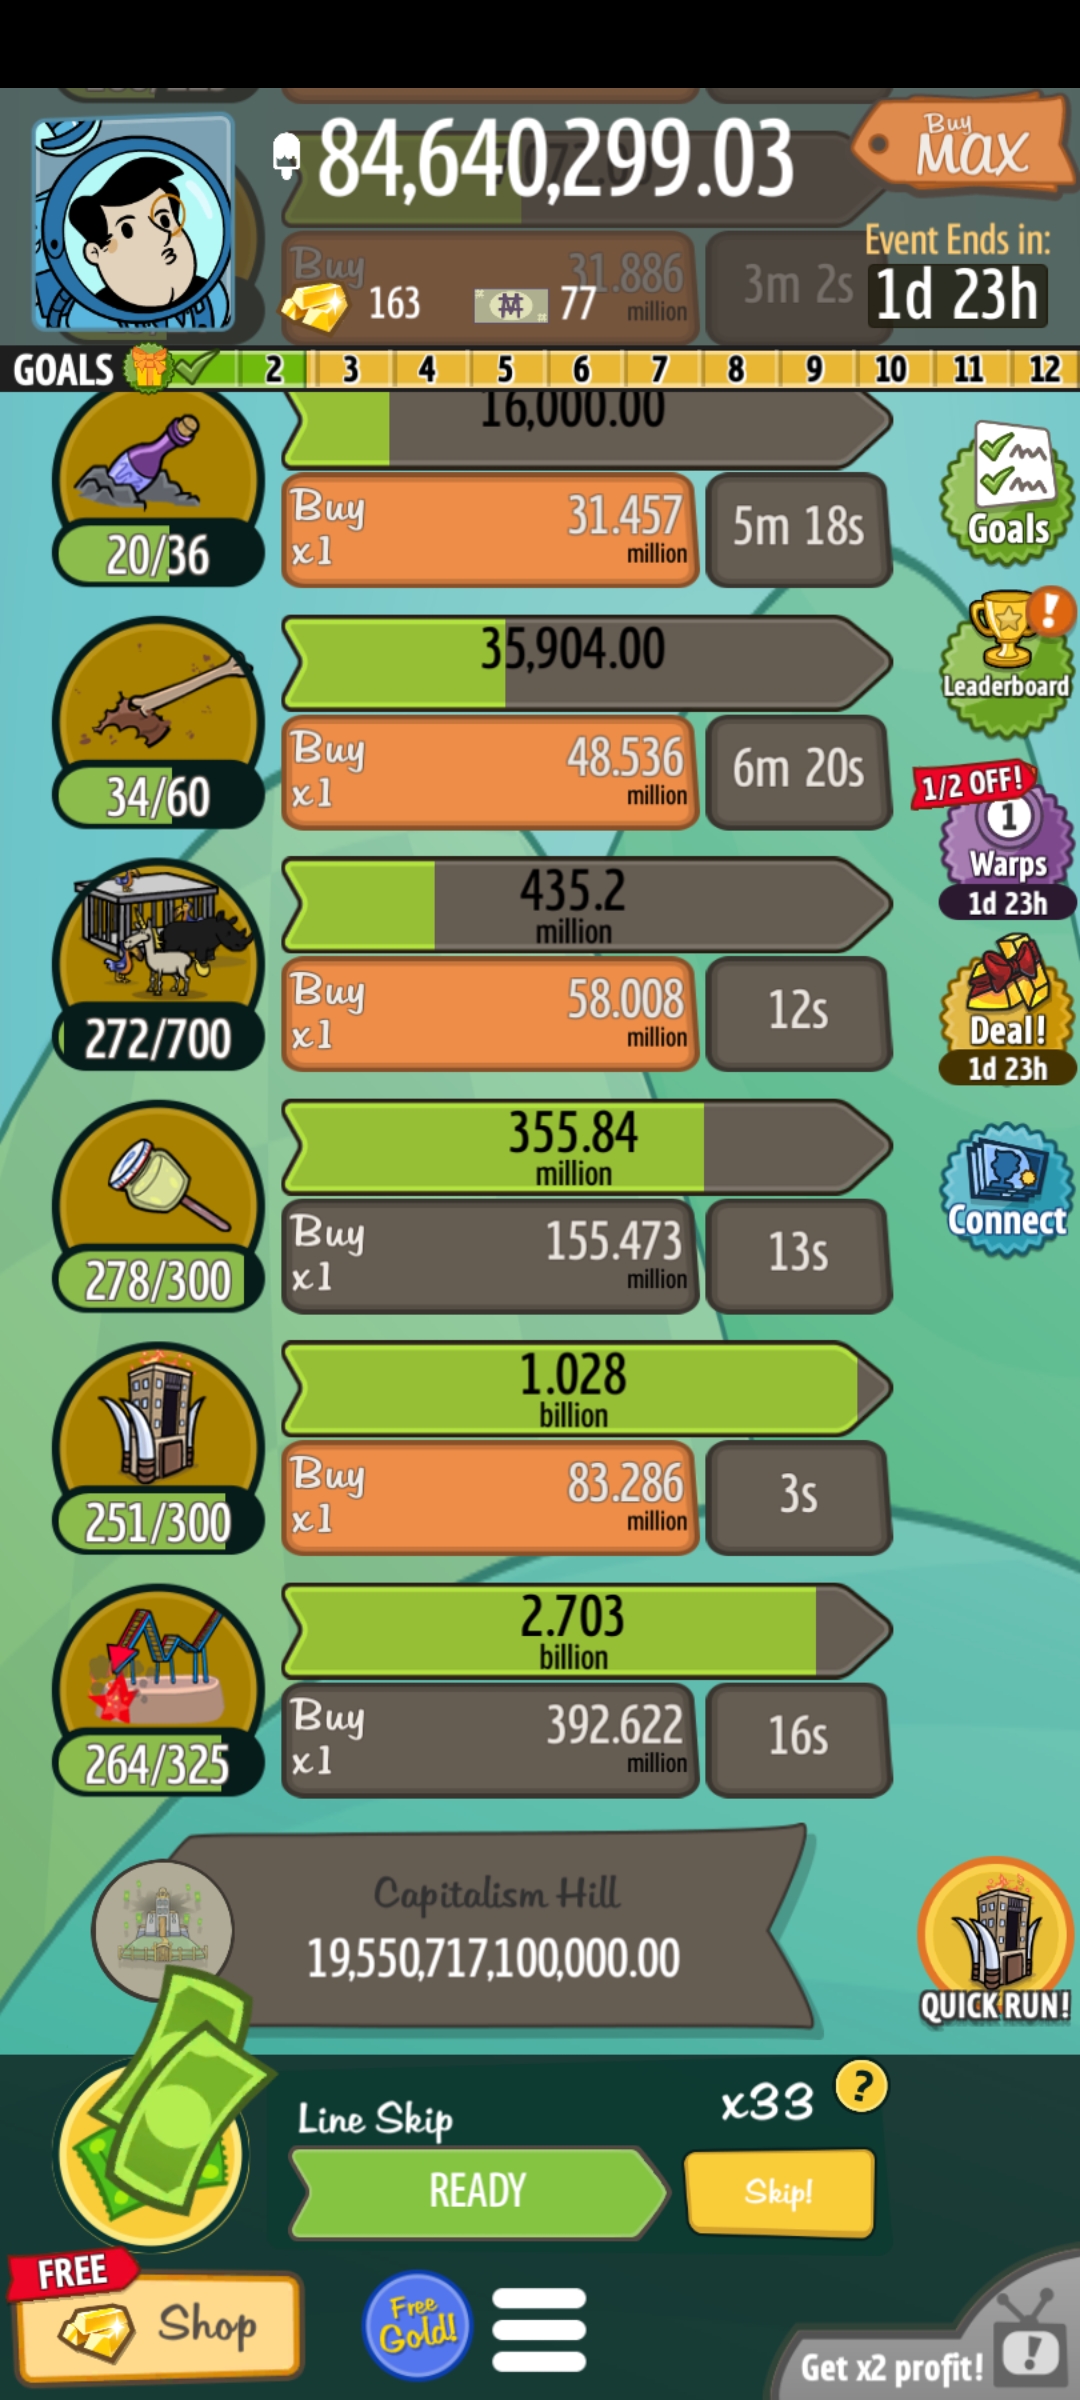 84,640,299.03
Buy
MAX
Buy
31.886
million
3m 2s
163
77
Event Ends in:
1d 23h
GOALS
2
3
4
5
6
7
8
9
10
11
12
16,000.00
20/36
Buy
x1
31.457
million
5m 18s
Goals
35,904.00
34/60
Buy
x1
48.536
million
6m 20s
Leaderboard
1/2 OFF!
1
Warps
1d 23h
435.2
million
272/700
Buy
x1
58.008
million
12s
Deal!
1d 23h
355.84
million
278/300
Buy
x1
155.473
million
13s
Connect
1.028
billion
251/300
Buy
x1
83.286
million
3s
2.703
billion
264/325
Buy
x1
392.622
million
16s
Capitalism Hill
19,550,717,100,000.00
QUICK RUN!
Line Skip
x33
?
READY
Skip!
FREE
Shop
Free
Gold!
Get x2 profit!